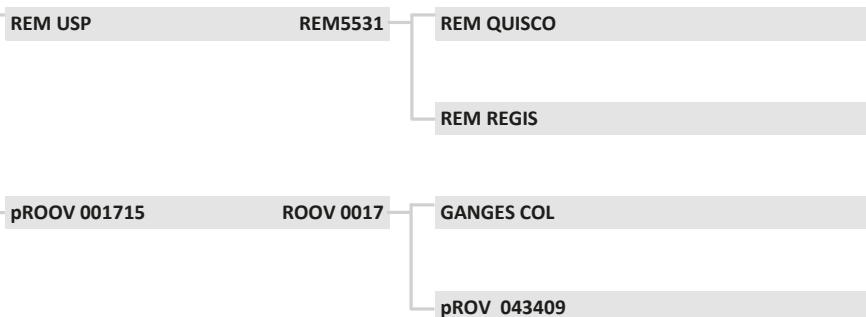 REM USP REM5531 REM QUISCO
REM REGIS
pROOV 001715 ROOV 0017 GANGES COL
pROV 043409